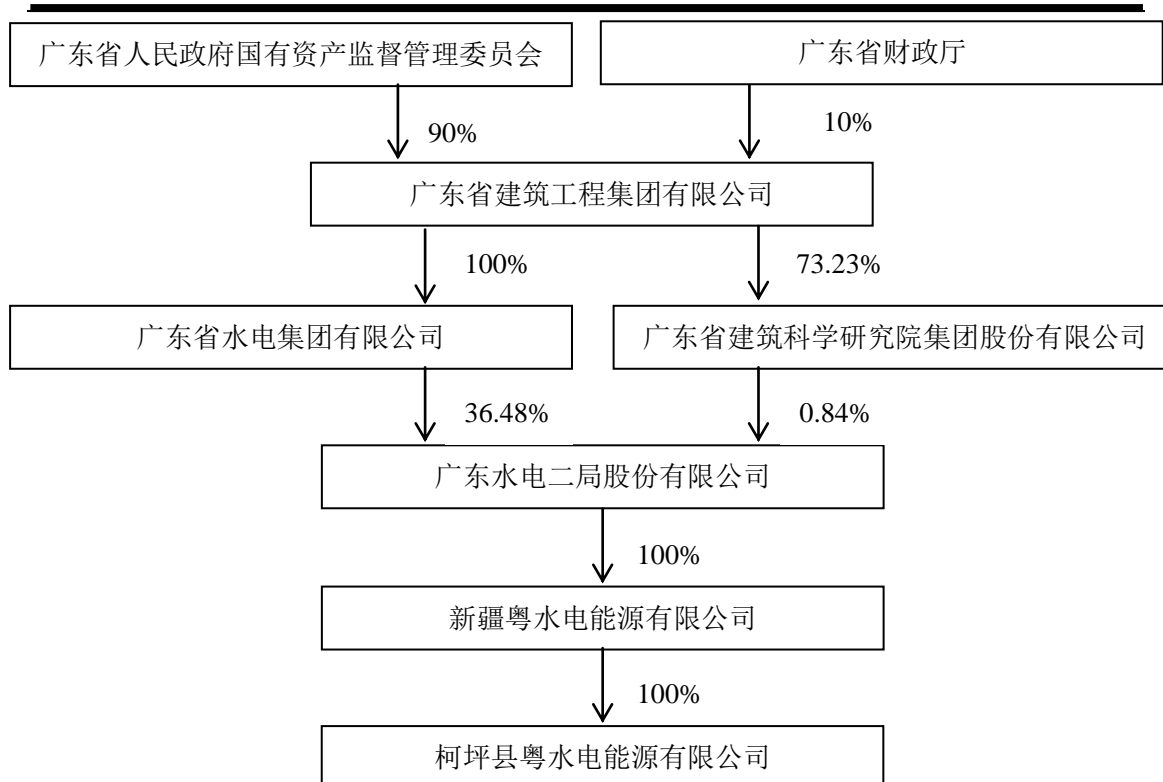 广东省人民政府国有资产监督管理委员会
广东省财政厅
90%
10%
广东省建筑工程集团有限公司
100%
73.23%
广东省水电集团有限公司
广东省建筑科学研究院集团股份有限公司
36.48%
0.84%
广东水电二局股份有限公司
100%
新疆粤水电能源有限公司
100%
柯坪县粤水电能源有限公司